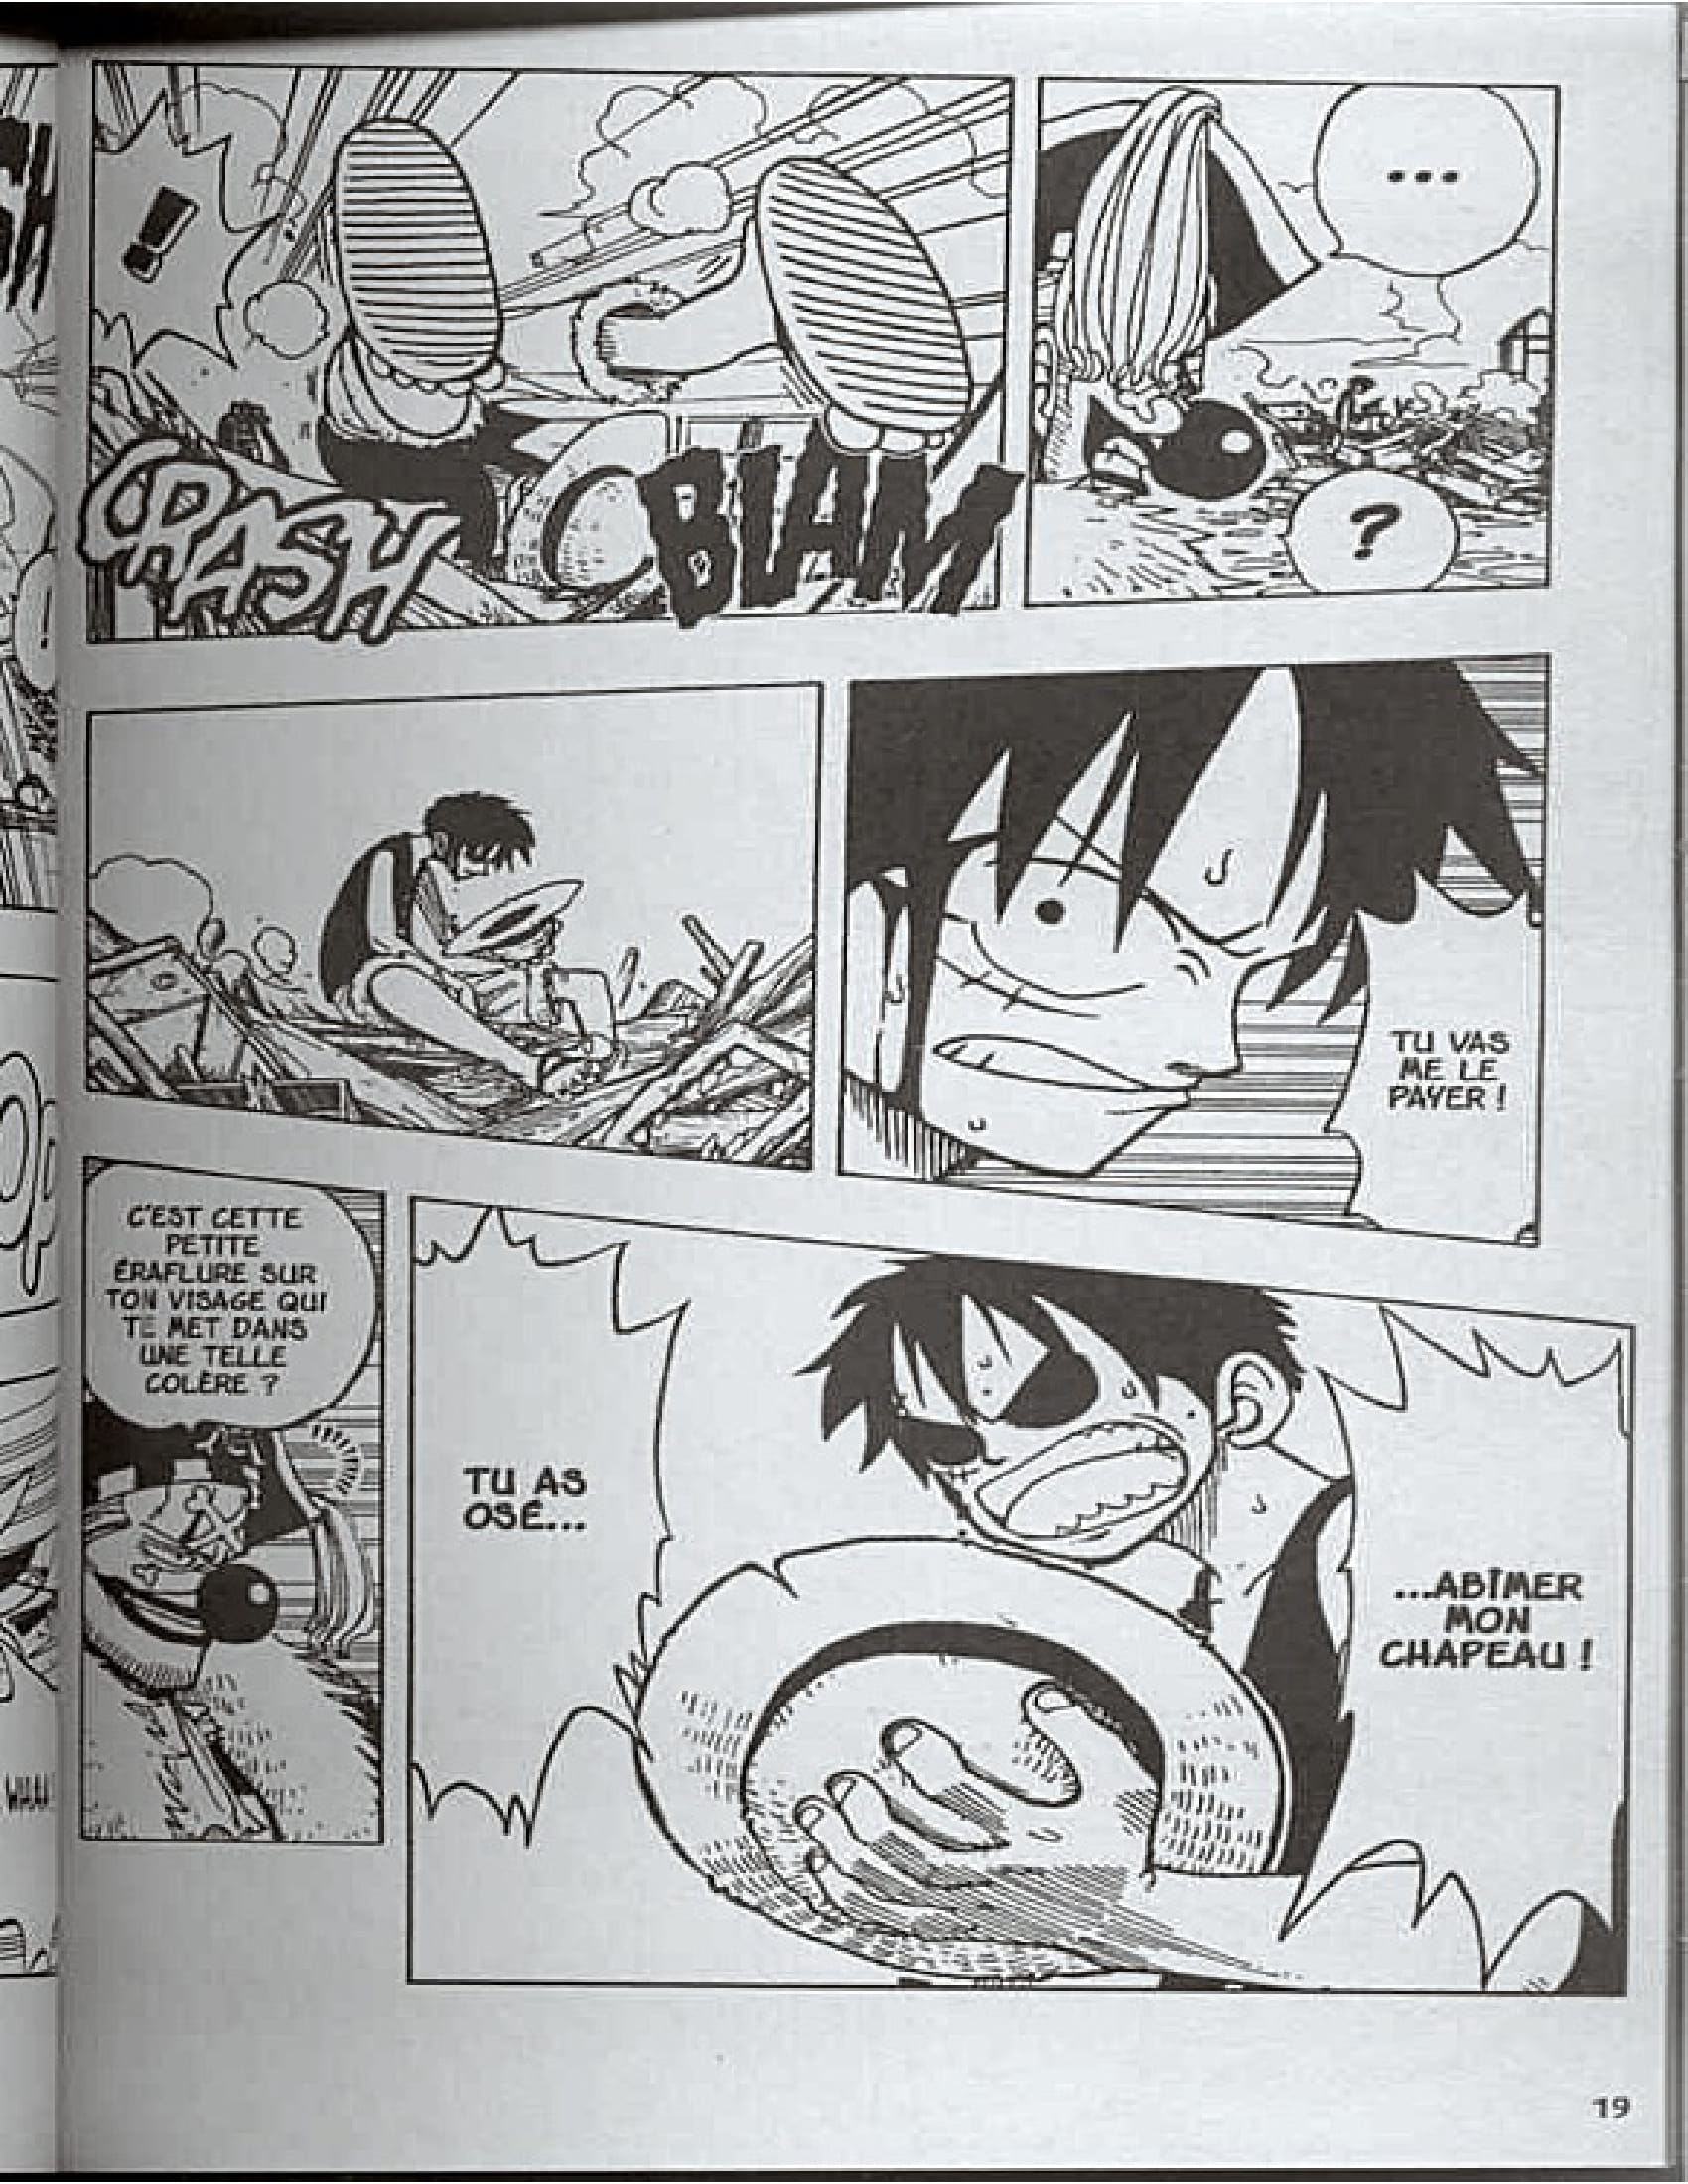 !
CRASH
BLAM
...
?
TU VAS
ME LE
PAYER !
C'EST CETTE
PETITE
ÉRAFLURE SUR
TON VISAGE QUI
TE MET DANS
UNE TELLE
COLÈRE ?
TU AS
OSÉ...
...ABÎMER
MON
CHAPEAU !
19